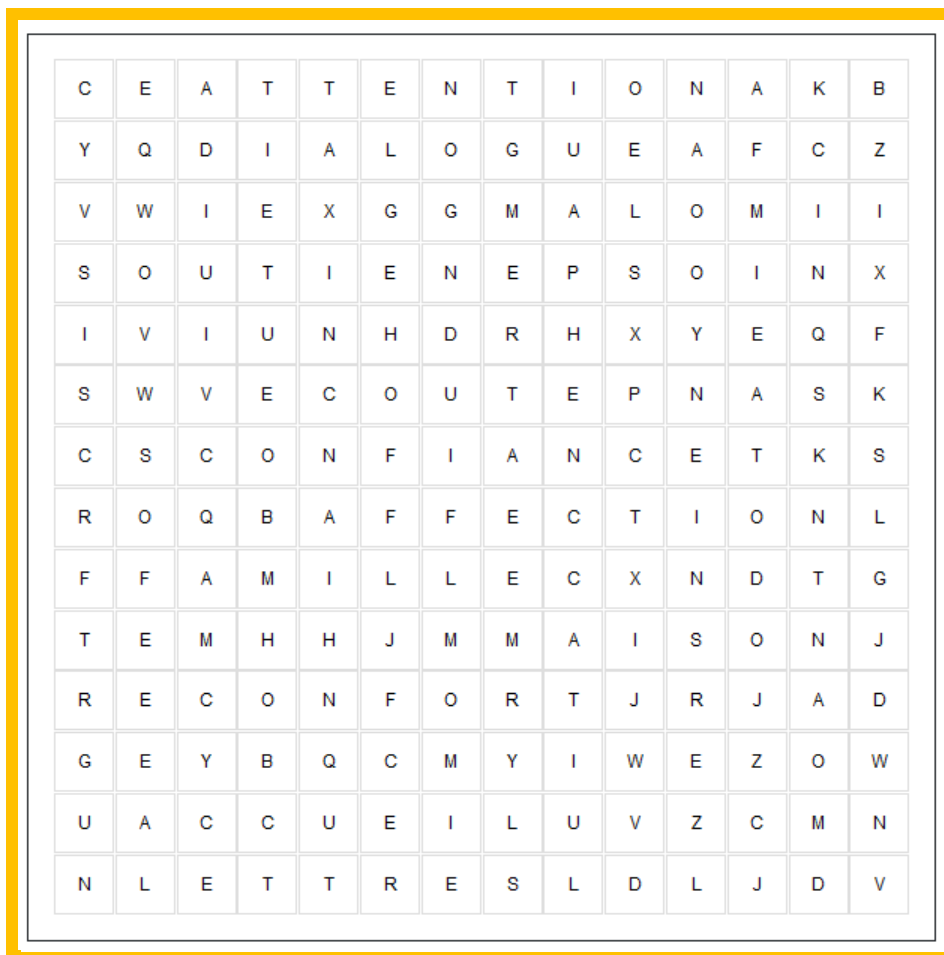 C E A T T E N T I O N A K B
Y Q D I A L O G U E A F C Z
V W I E X G G M A L O M I I
S O U T I E N E P S O I N X
I V I U N H D R H X Y E Q F
S W V E C O U T E P N A S K
C S C O N F I A N C E T K S
R O Q B A F F E C T I O N L
F F A M I L L E C X N D T G
T E M H H J M M A I S O N J
R E C O N F O R T J R J A D
G E Y B Q C M Y I W E Z O W
U A C C U E I L U V Z C M N
N L E T T R E S L D L J D V